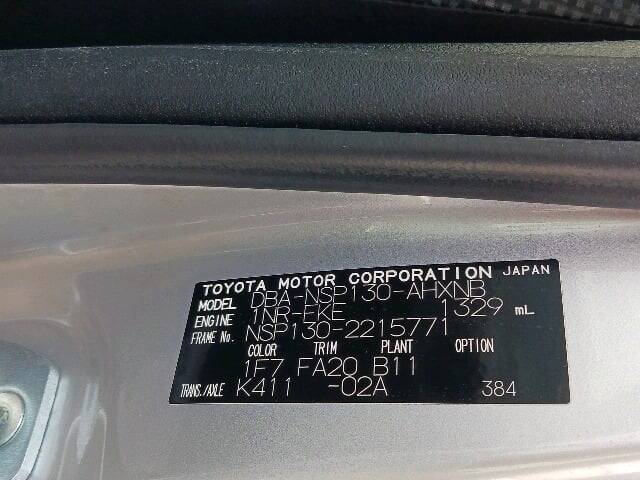 TOYOTA MOTOR CORPORATION JAPAN
MODEL DBA-NSP130-AHXNB
ENGINE 1NR-FKE 1329 mL
FRAME No. NSP130-2215771
COLOR TRIM PLANT OPTION
1F7 FA20 B11
TRANS./AXLE K411 -02A 384